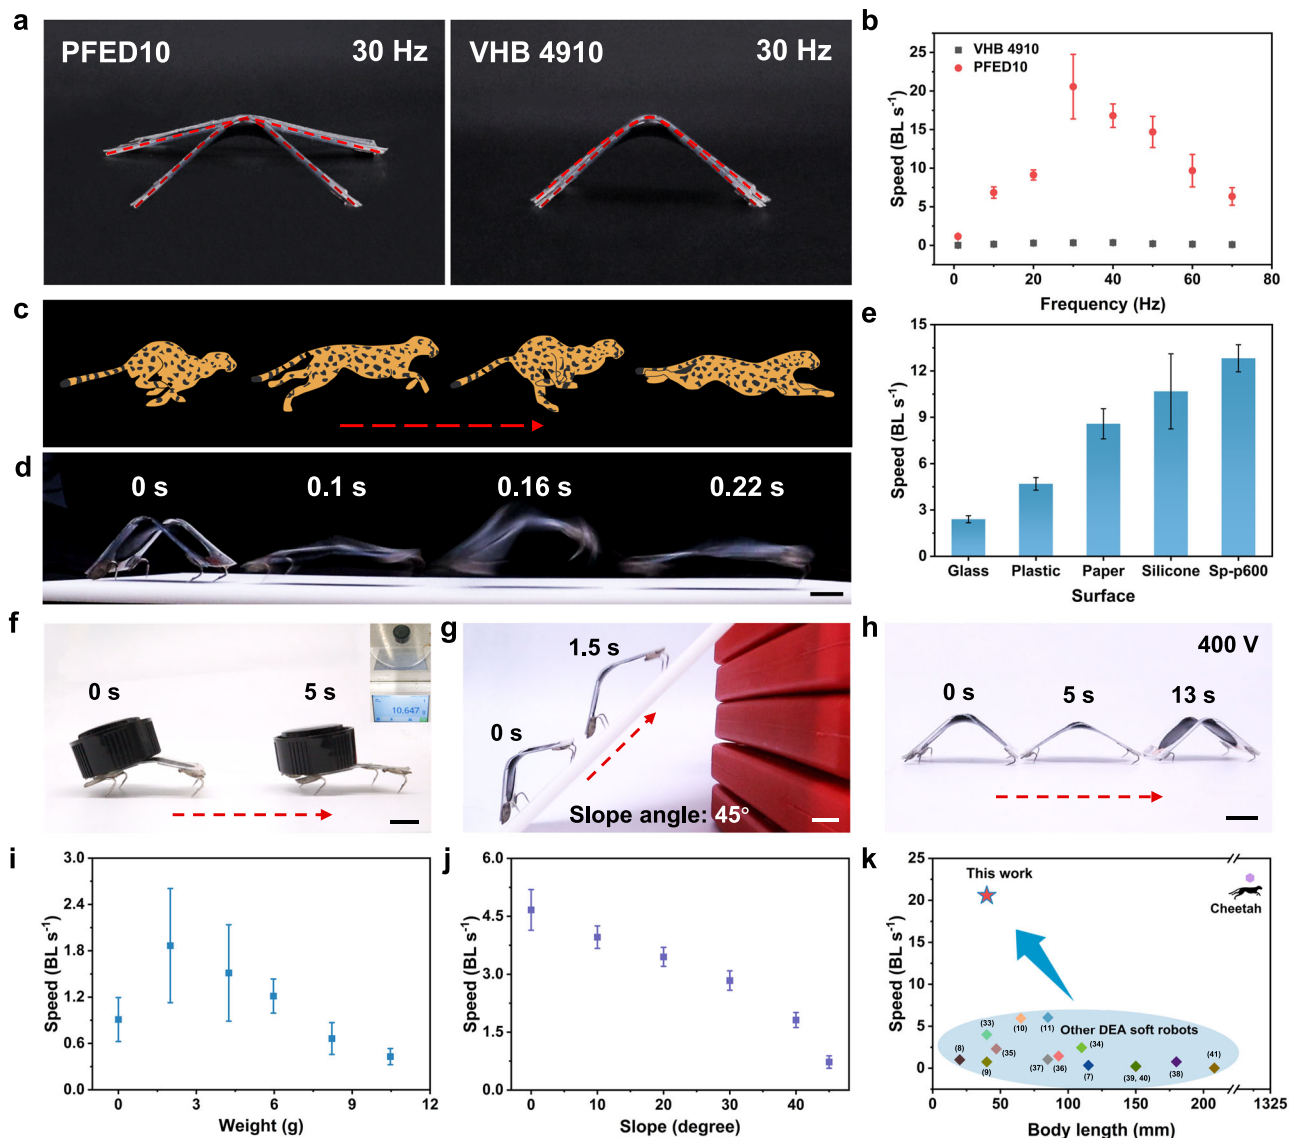 a
PFED10
30 Hz
VHB 4910
30 Hz
b
25
20
15
10
5
0
Speed (BL s⁻¹)
VHB 4910
PFED10
0
20
40
60
80
Frequency (Hz)
c
d
0 s
0.1 s
0.16 s
0.22 s
e
15
12
9
6
3
0
Speed (BL s⁻¹)
Glass
Plastic
Paper
Silicone
Sp-p600
Surface
f
0 s
5 s
10.647
g
1.5 s
0 s
Slope angle: 45°
h
400 V
0 s
5 s
13 s
i
3.0
2.4
1.8
1.2
0.6
0.0
Speed (BL s⁻¹)
0
3
6
9
12
Weight (g)
j
6.0
4.5
3.0
1.5
0.0
Speed (BL s⁻¹)
0
10
20
30
40
Slope (degree)
k
25
20
15
10
5
0
Speed (BL s⁻¹)
This work
Cheetah
Other DEA soft robots
(33)
(10)
(11)
(8)
(9)
(35)
(37)
(36)
(34)
(7)
(39, 40)
(38)
(41)
0
50
100
150
200
1325
Body length (mm)